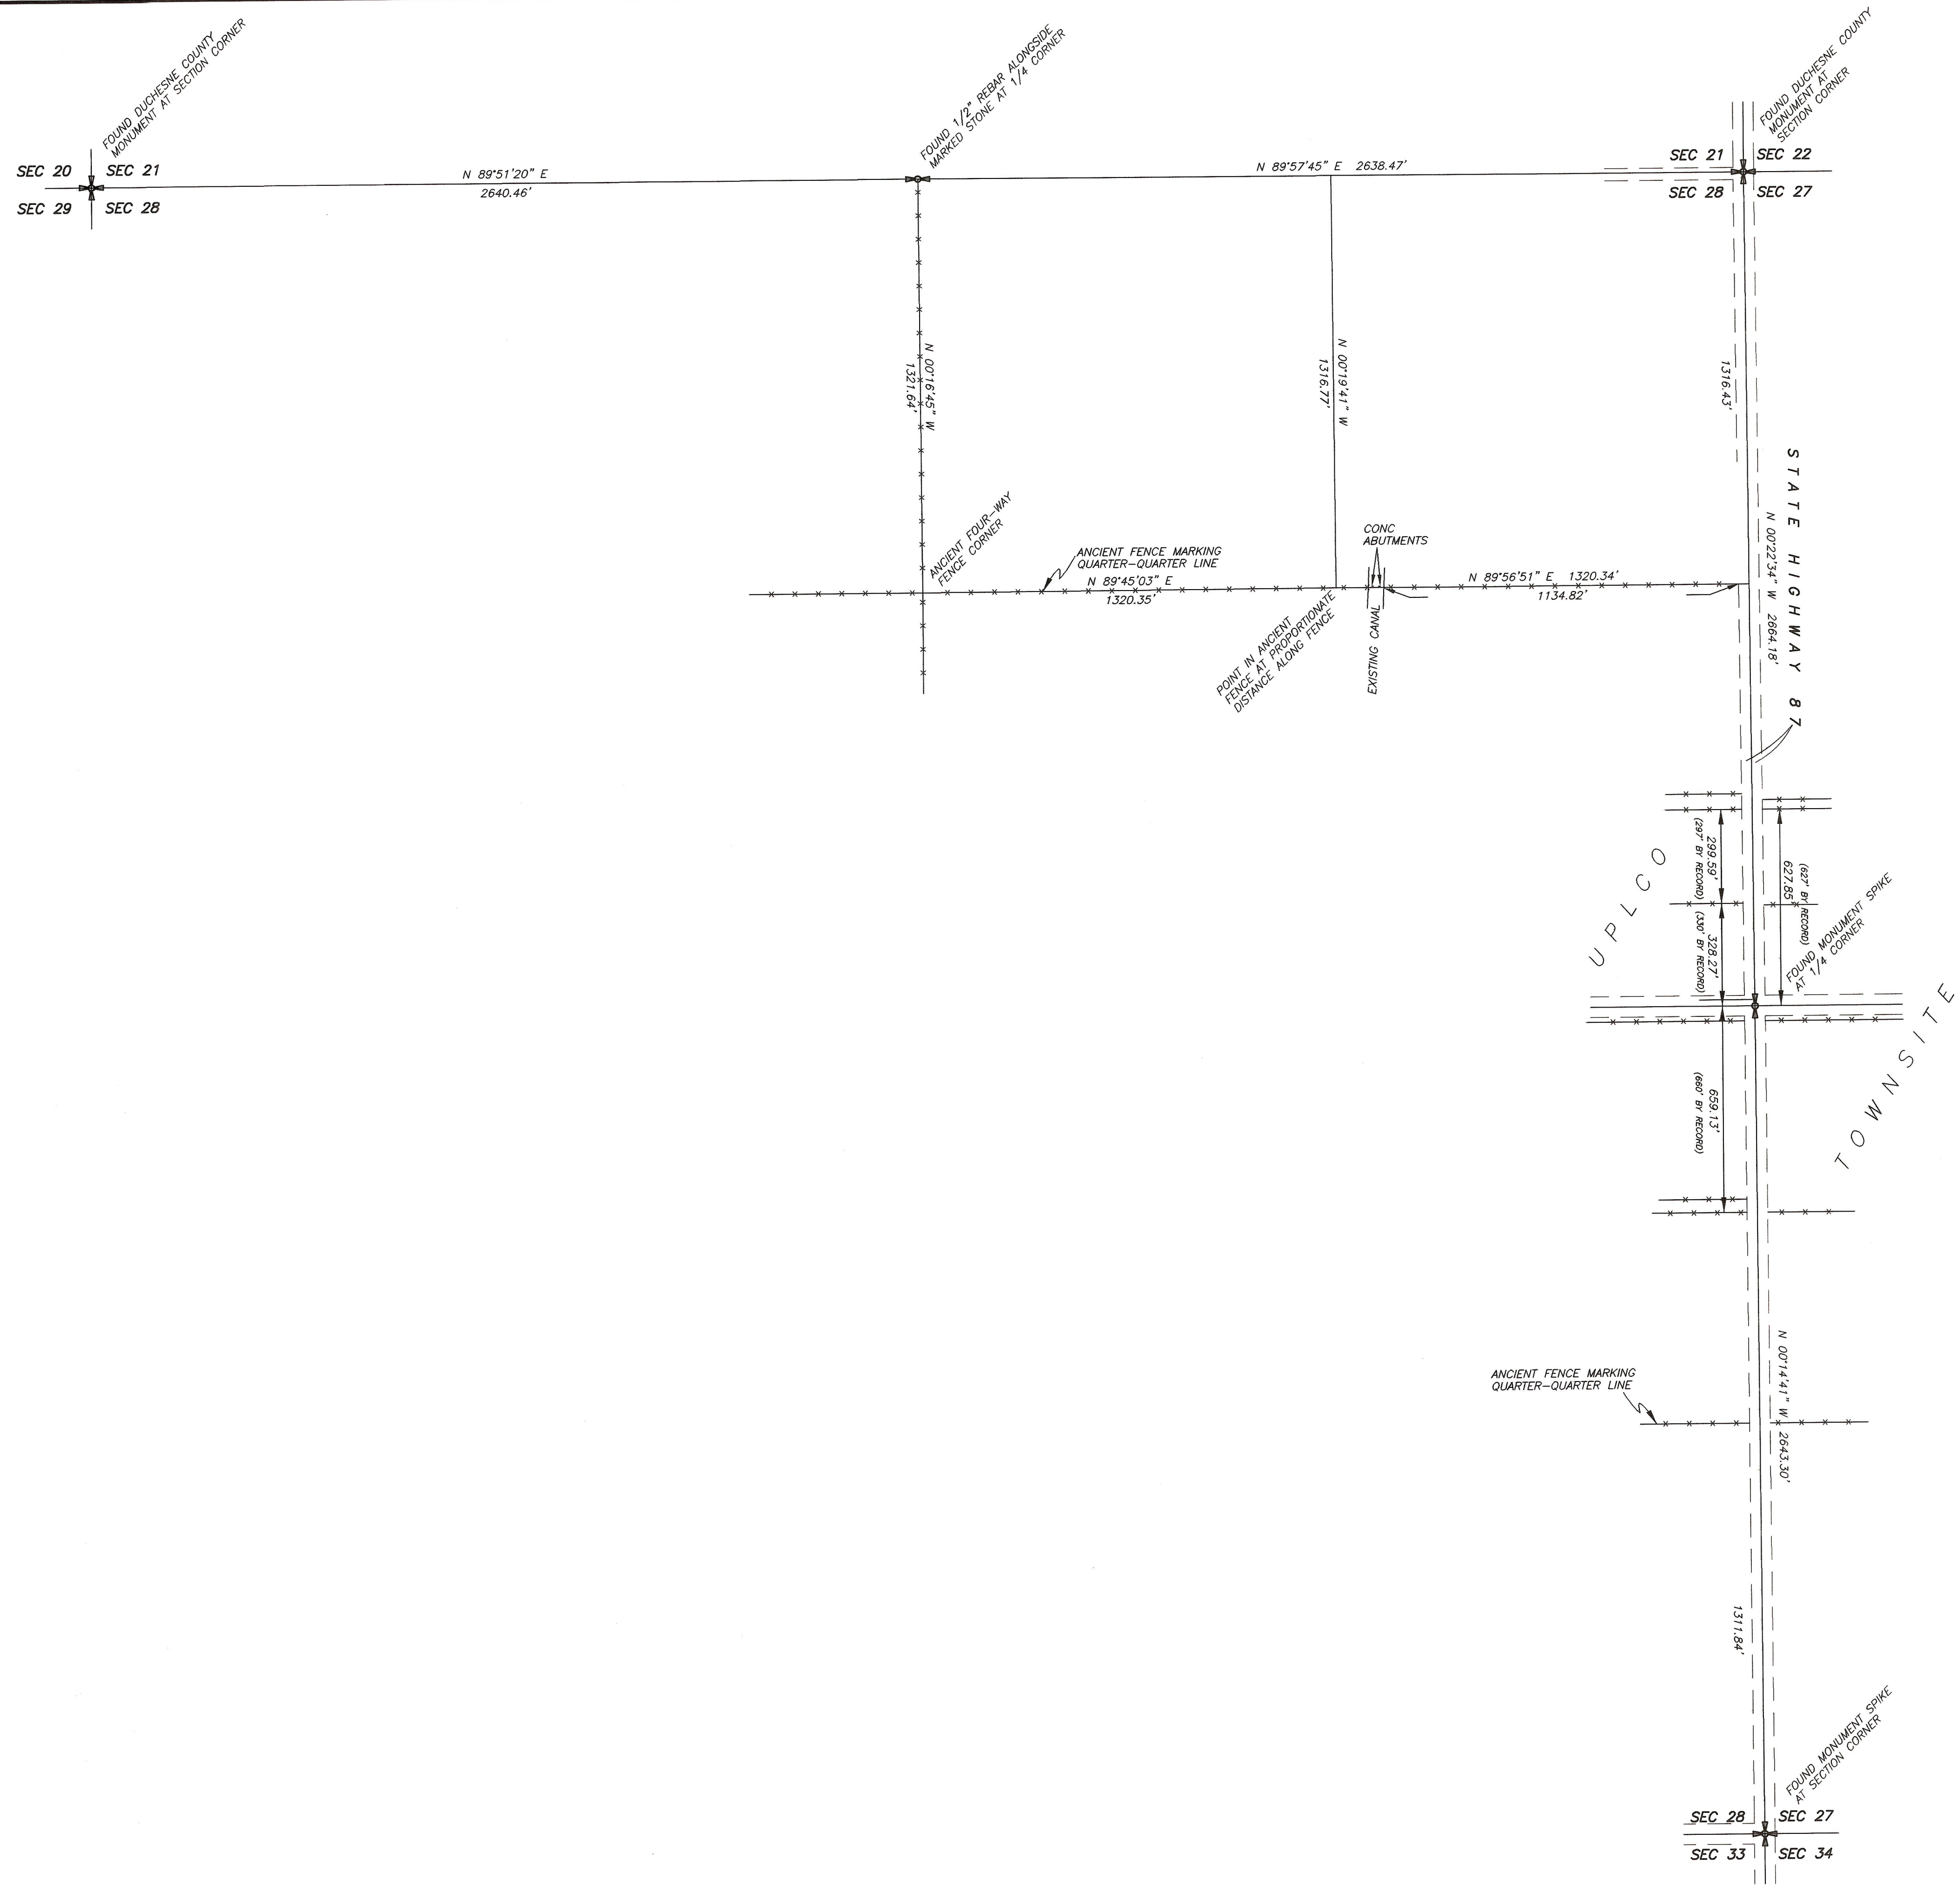 FOUND DUCHESNE COUNTY
MONUMENT AT SECTION CORNER
FOUND 1/2" REBAR ALONGSIDE
MARKED STONE AT 1/4 CORNER
FOUND DUCHESNE COUNTY
MONUMENT AT
SECTION CORNER
SEC 20
SEC 21
SEC 29
SEC 28
N 89°51'20" E
2640.46'
N 89°57'45" E 2638.47'
SEC 21
SEC 22
SEC 28
SEC 27
N 00°16'45" W
1321.64'
N 00°19'41" W
1316.77'
1316.43'
STATE HIGHWAY 87
N 00°22'34" W 2664.18'
ANCIENT FOUR-WAY
FENCE CORNER
ANCIENT FENCE MARKING
QUARTER-QUARTER LINE
N 89°45'03" E
1320.35'
CONC
ABUTMENTS
N 89°56'51" E 1320.34'
1134.82'
POINT IN ANCIENT
FENCE AT PROPORTIONATE
DISTANCE ALONG FENCE
EXISTING CANAL
UPLCO
TOWNSITE
299.59'
(297' BY RECORD)
328.27'
(330' BY RECORD)
(627' BY RECORD)
627.85'
FOUND MONUMENT SPIKE
AT 1/4 CORNER
659.13'
(660' BY RECORD)
N 00°14'41" W 2643.30'
ANCIENT FENCE MARKING
QUARTER-QUARTER LINE
1311.84'
FOUND MONUMENT SPIKE
AT SECTION CORNER
SEC 28
SEC 27
SEC 33
SEC 34